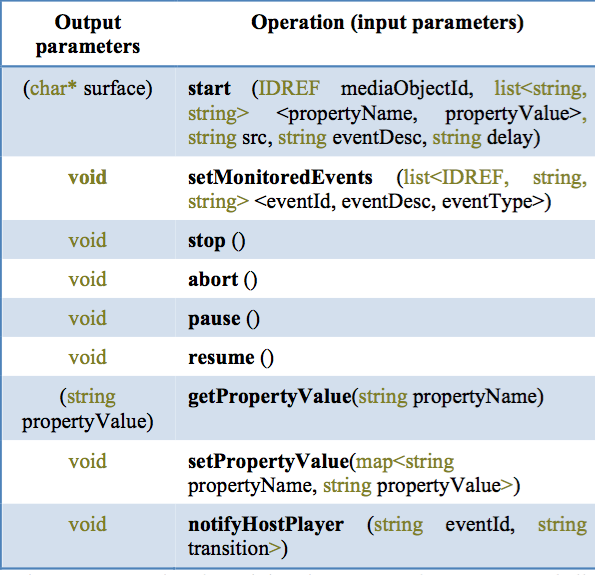 Output parameters
Operation (input parameters)
(char* surface)
start (IDREF mediaObjectId, list<string,
string> <propertyName, propertyValue>,
string src, string eventDesc, string delay)
void
setMonitoredEvents (list<IDREF, string,
string> <eventId, eventDesc, eventType>)
void
stop ()
void
abort ()
void
pause ()
void
resume ()
(string
propertyValue)
getPropertyValue(string propertyName)
void
setPropertyValue(map<string
propertyName, string propertyValue>)
void
notifyHostPlayer (string eventId, string
transition>)